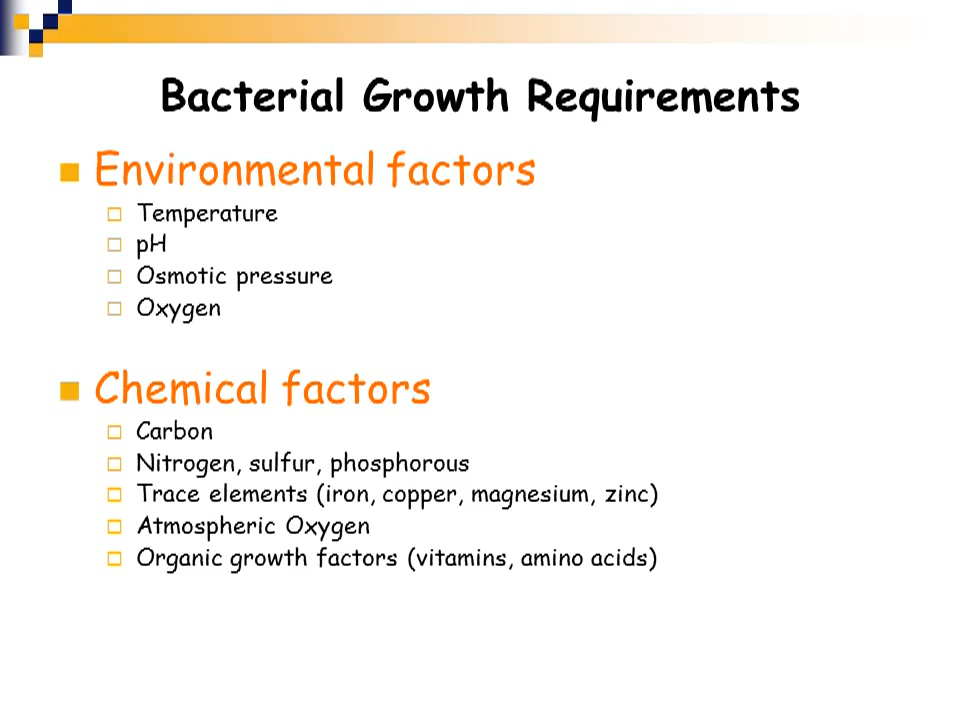 Bacterial Growth Requirements
Environmental factors
Temperature
pH
Osmotic pressure
Oxygen
Chemical factors
Carbon
Nitrogen, sulfur, phosphorous
Trace elements (iron, copper, magnesium, zinc)
Atmospheric Oxygen
Organic growth factors (vitamins, amino acids)